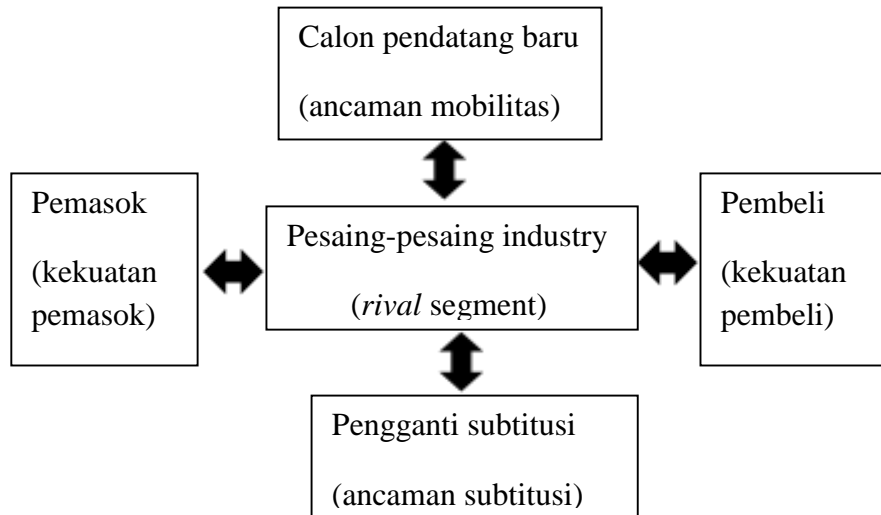 Calon pendatang baru
(ancaman mobilitas)
Pemasok
(kekuatan
pemasok)
Pesaing-pesaing industry
(rival segment)
Pembeli
(kekuatan
pembeli)
Pengganti subtitusi
(ancaman subtitusi)